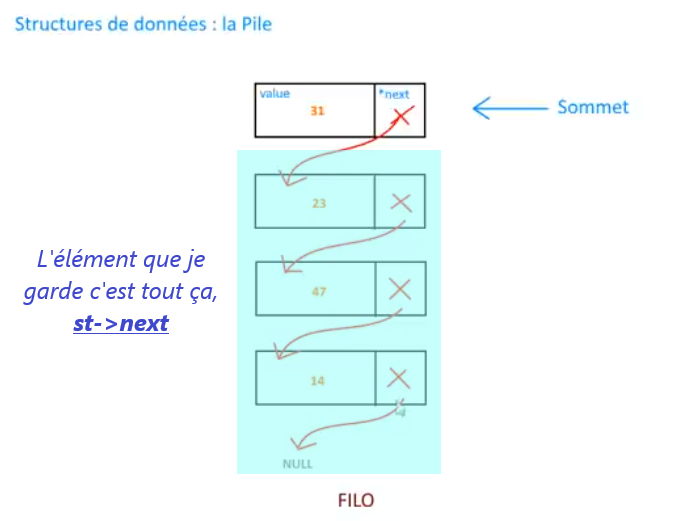 Structures de données : la Pile
value
*next
31
Sommet
23
47
14
NULL
L'élément que je
garde c'est tout ça,
st->next
FILO